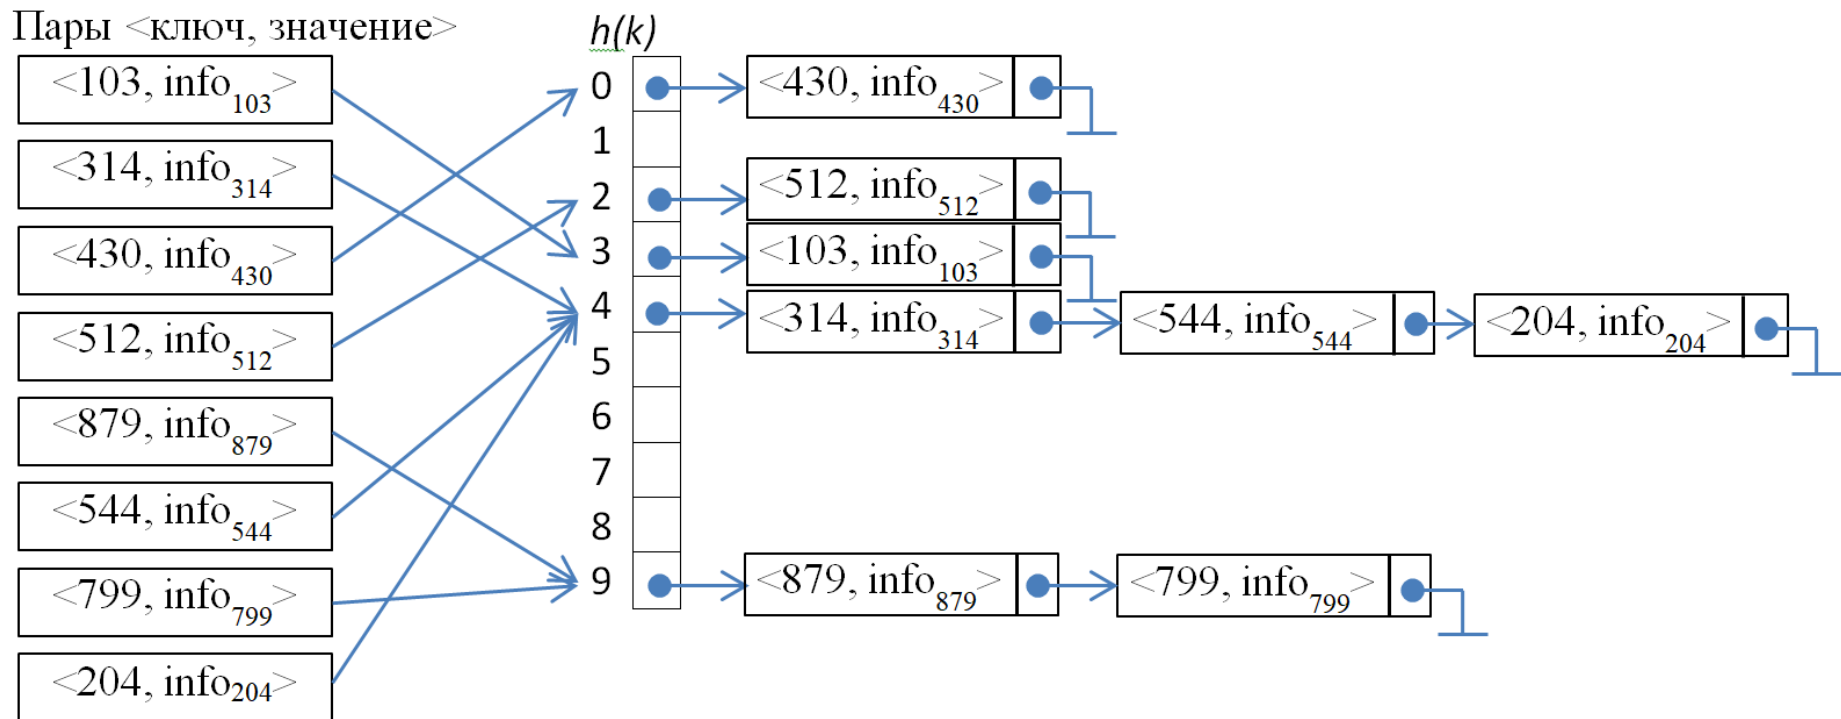 Пары <ключ, значение>
<103, info103>
<314, info314>
<430, info430>
<512, info512>
<879, info879>
<544, info544>
<799, info799>
<204, info204>
h(k)
0
1
2
3
4
5
6
7
8
9
<430, info430>
<512, info512>
<103, info103>
<314, info314> <544, info544> <204, info204>
<879, info879> <799, info799>